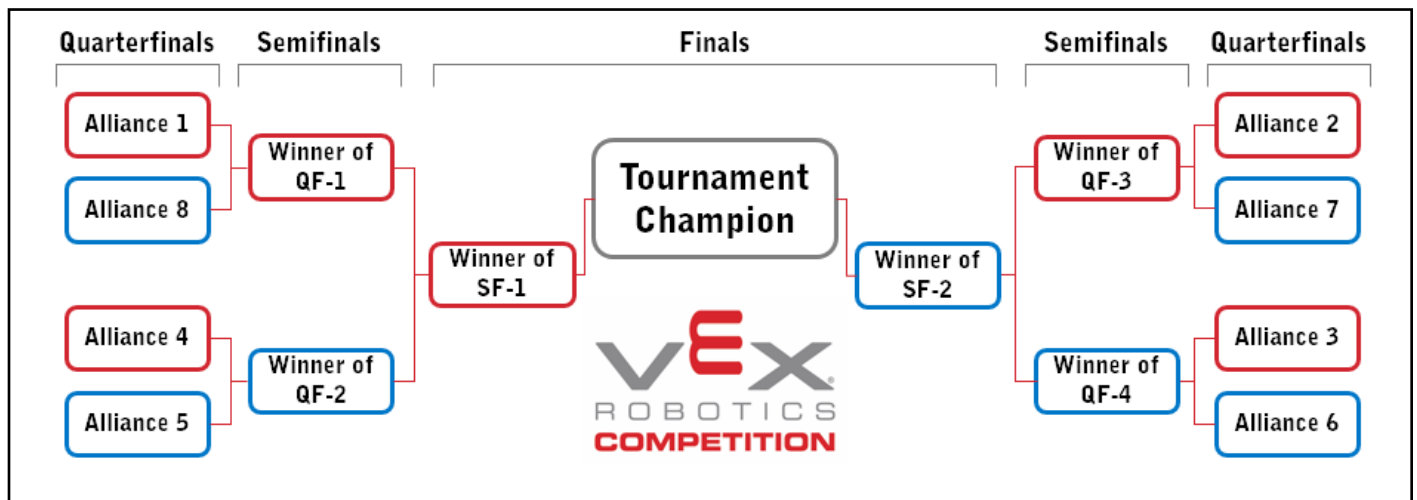 Quarterfinals Semifinals Finals Semifinals Quarterfinals
Alliance 1
Alliance 8
Alliance 4
Alliance 5
Winner of
QF-1
Winner of
QF-2
Winner of
SF-1
Tournament
Champion
Winner of
SF-2
Winner of
QF-3
Winner of
QF-4
Alliance 2
Alliance 7
Alliance 3
Alliance 6
VEX
ROBOTICS
COMPETITION